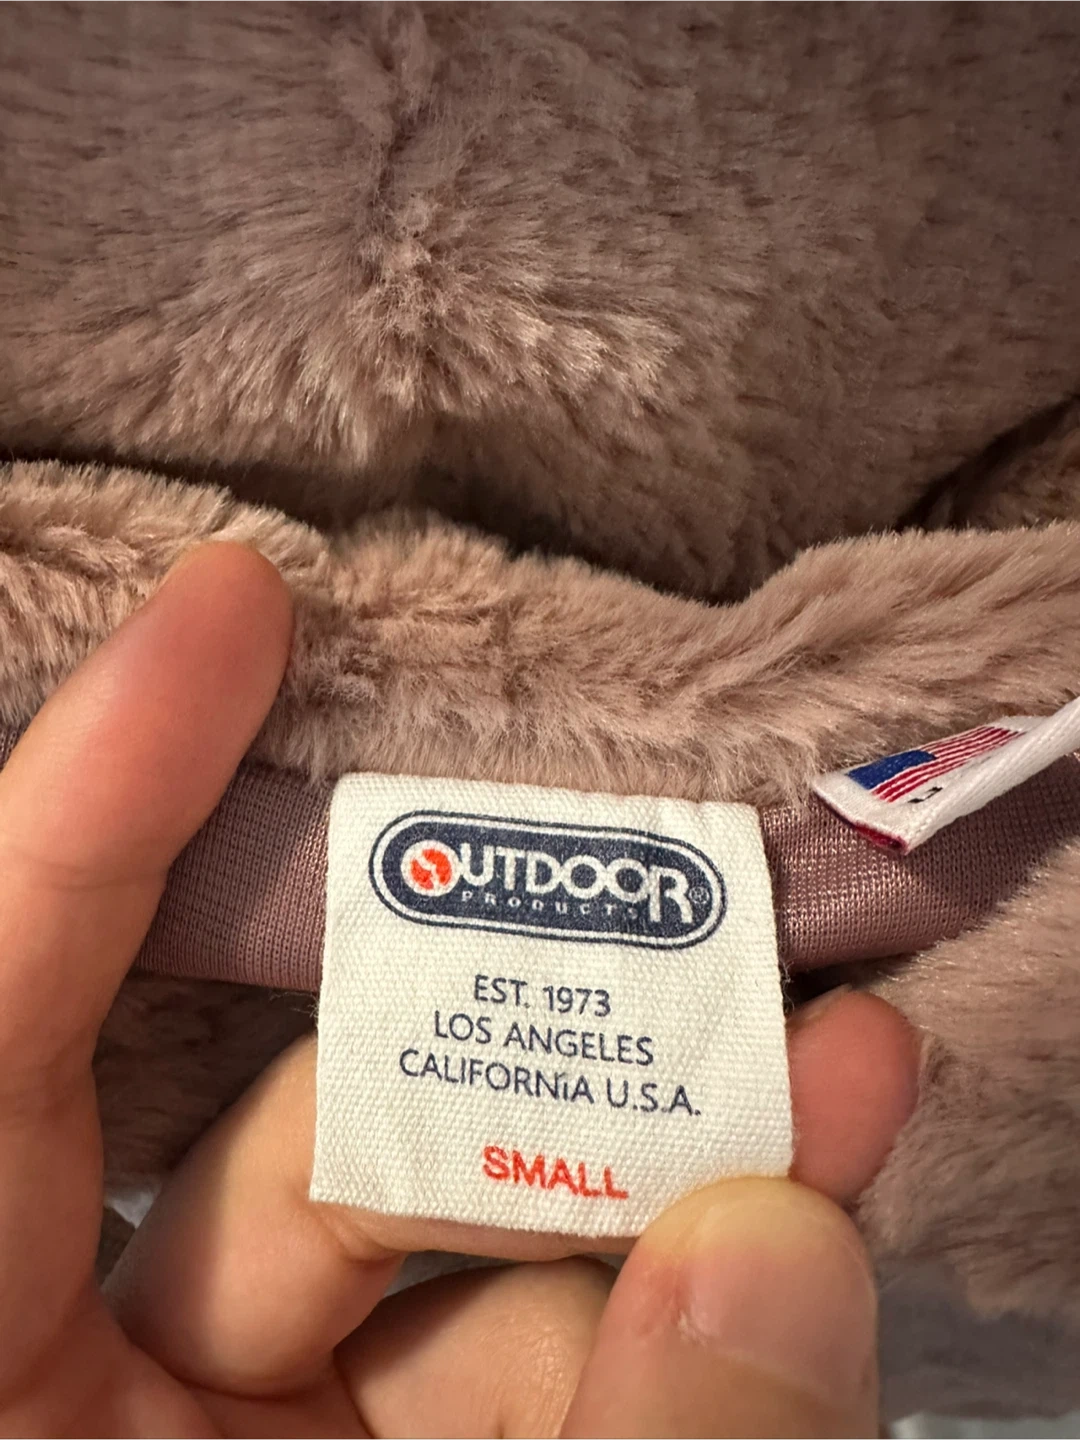 OUTDOOR®
PRODUCTS
EST. 1973
LOS ANGELES
CALIFORNiA U.S.A.
SMALL